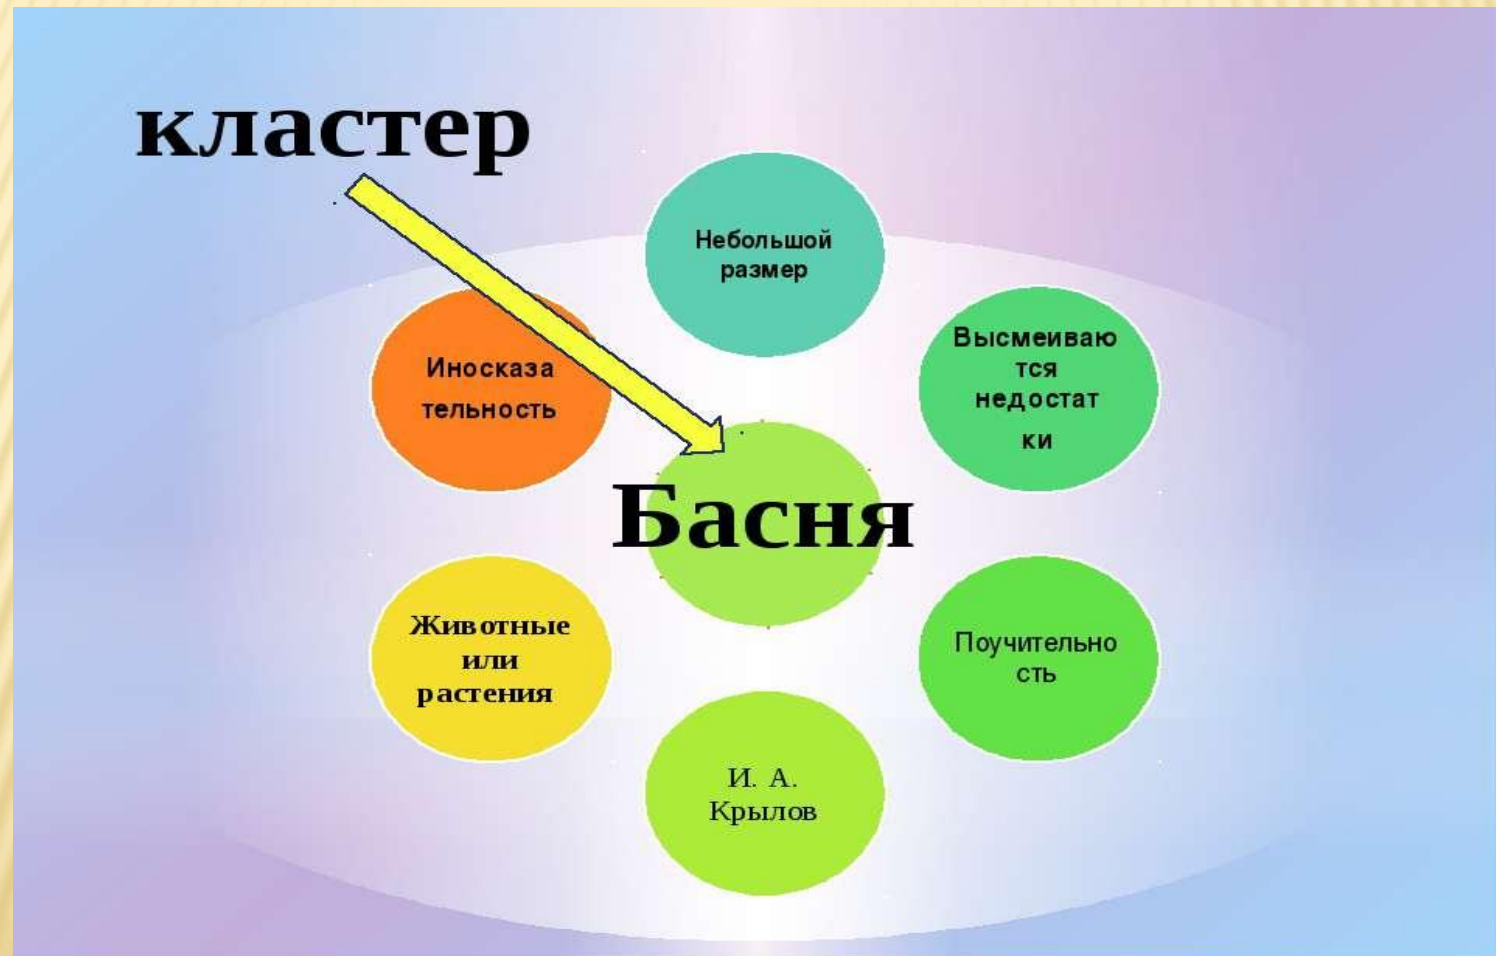 кластер
Небольшой
размер
Высмеиваю
тся
недостат
ки
Иносказа
тельность
Басня
Животные
или
растения
Поучительно
сть
И. А.
Крылов